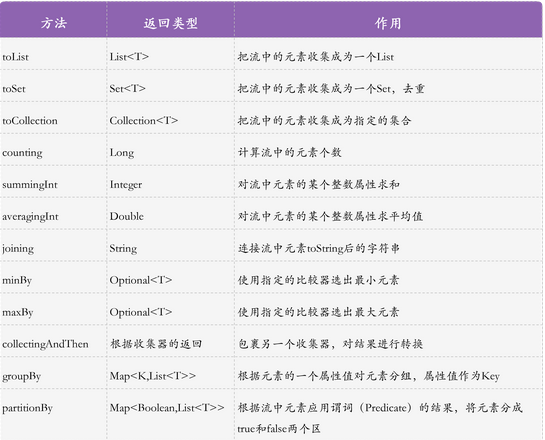 方法 返回类型 作用
toList List<T> 把流中的元素收集成为一个List
toSet Set<T> 把流中的元素收集成为一个Set，去重
toCollection Collection<T> 把流中的元素收集成为指定的集合
counting Long 计算流中的元素个数
summingInt Integer 对流中元素的某个整数属性求和
averagingInt Double 对流中元素的某个整数属性求平均值
joining String 连接流中元素toString后的字符串
minBy Optional<T> 使用指定的比较器选出最小元素
maxBy Optional<T> 使用指定的比较器选出最大元素
collectingAndThen 根据收集器的返回 包裹另一个收集器，对结果进行转换
groupBy Map<K,List<T>> 根据元素的一个属性值对元素分组，属性值作为Key
partitionBy Map<Boolean,List<T>> 根据流中元素应用谓词（Predicate）的结果，将元素分成
true和false两个区